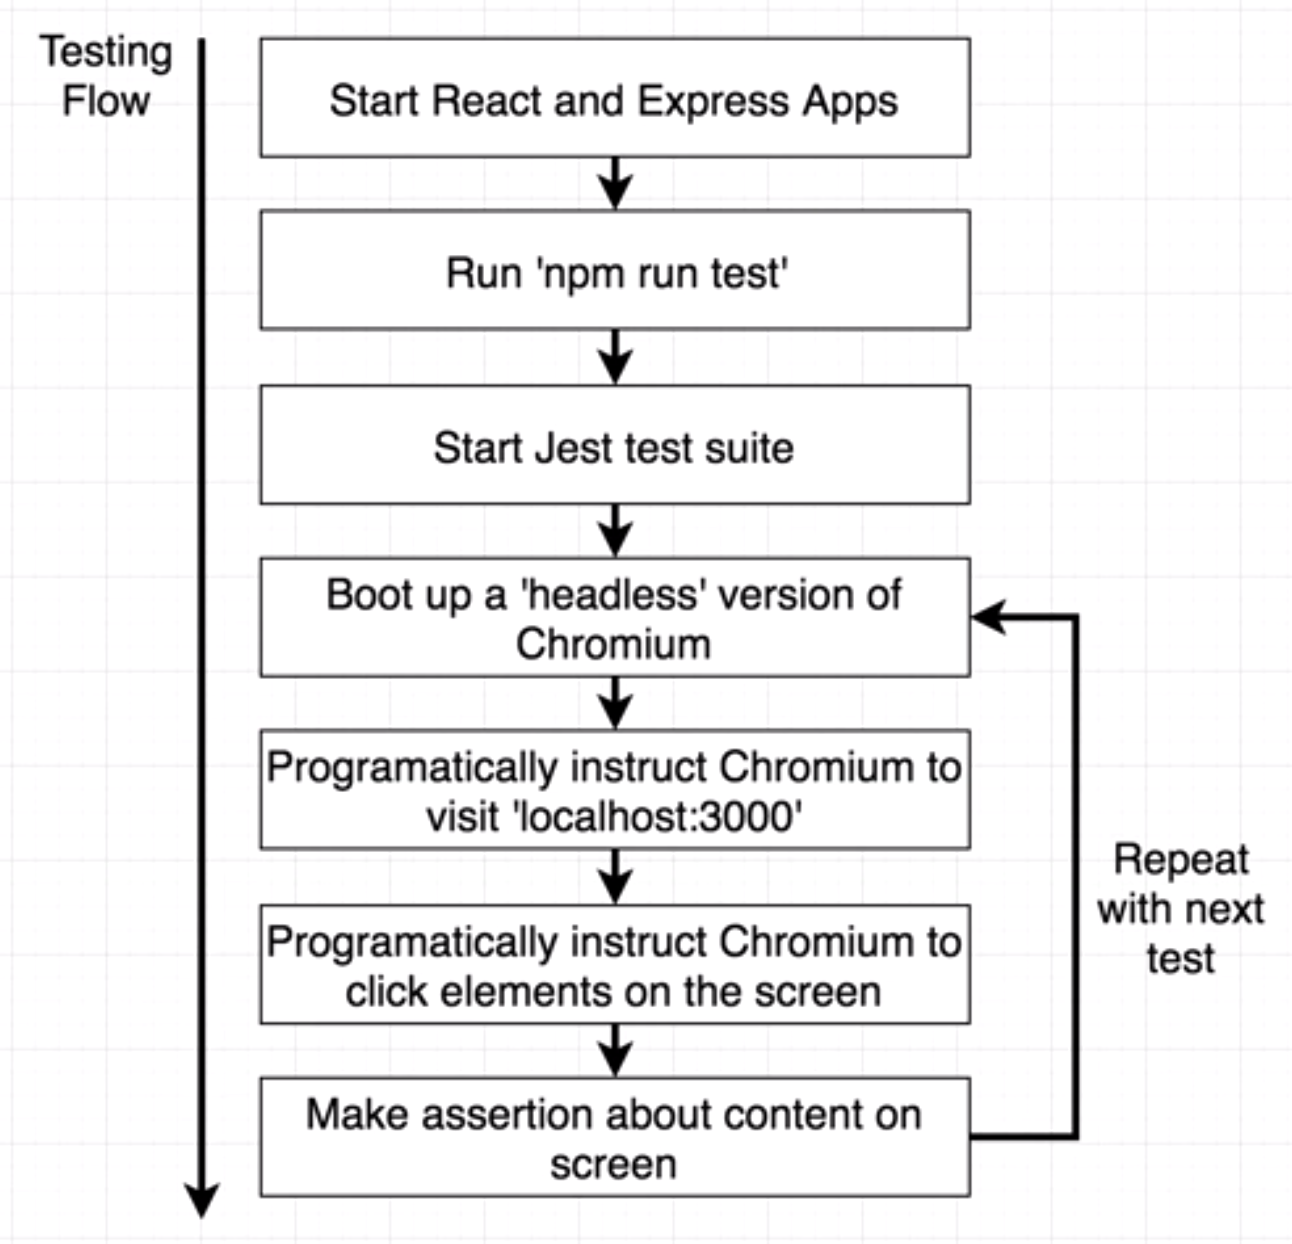 Testing
Flow
Start React and Express Apps
Run 'npm run test'
Start Jest test suite
Boot up a 'headless' version of
Chromium
Programatically instruct Chromium to
visit 'localhost:3000'
Programatically instruct Chromium to
click elements on the screen
Make assertion about content on
screen
Repeat
with next
test